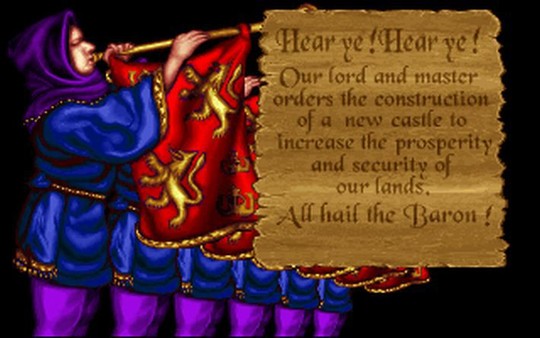 Hear ye! Hear ye!
Our lord and master
orders the construction
of a new castle to
increase the prosperity
and security of
our lands.
All hail the Baron!